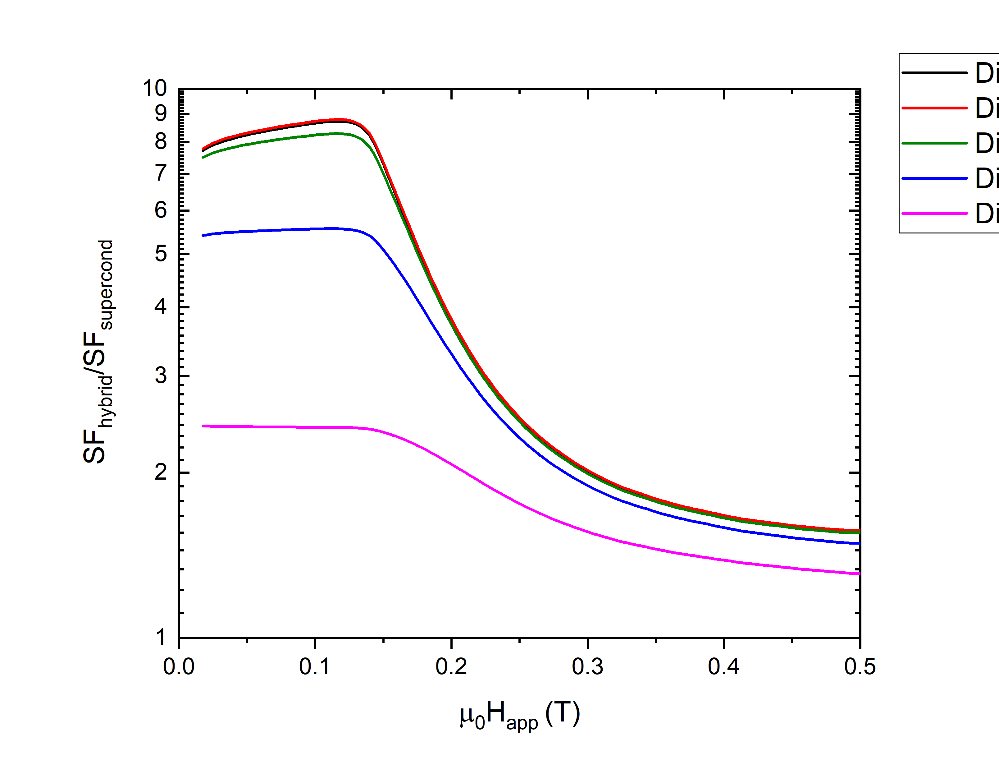 Di
Di
Di
Di
Di
10
9
8
7
6
5
4
3
2
1
SFhybrid/SFsupercond
0.0 0.1 0.2 0.3 0.4 0.5
μ0Happ (T)